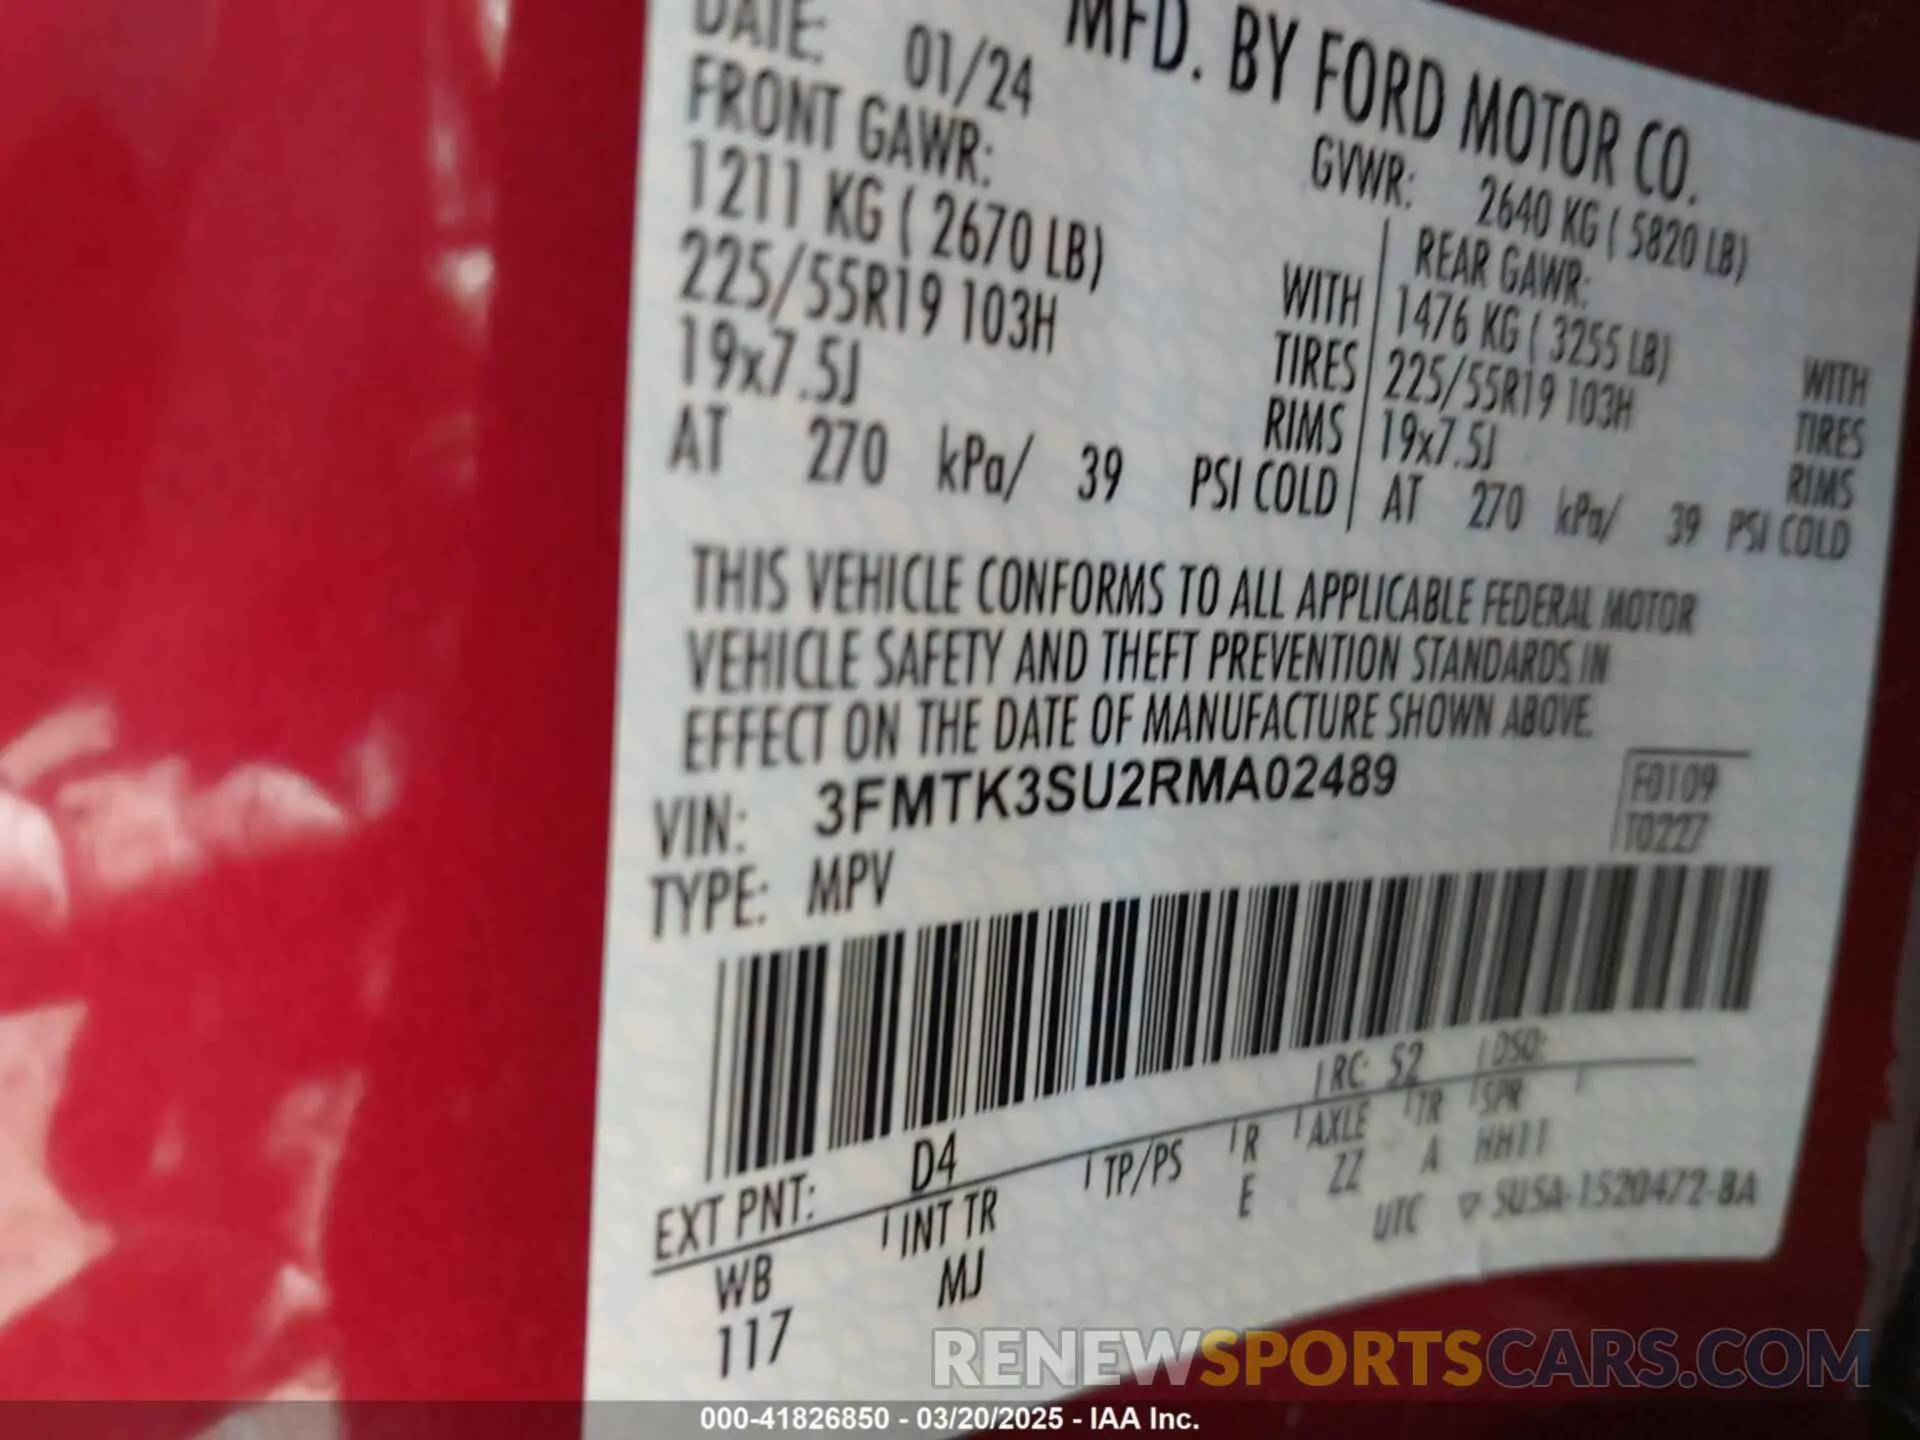 MFD. BY FORD MOTOR CO.
DATE: 01/24 GVWR: 2640 KG ( 5820 LB)
FRONT GAWR: REAR GAWR:
1211 KG ( 2670 LB) WITH 1476 KG ( 3255 LB) WITH
225/55R19 103H TIRES 225/55R19 103H TIRES
19x7.5J RIMS 19x7.5J RIMS
AT 270 kPa/ 39 PSI COLD AT 270 kPa/ 39 PSI COLD
THIS VEHICLE CONFORMS TO ALL APPLICABLE FEDERAL MOTOR
VEHICLE SAFETY AND THEFT PREVENTION STANDARDS IN
EFFECT ON THE DATE OF MANUFACTURE SHOWN ABOVE.
VIN: 3FMTK3SU2RMA02489 F0109
TYPE: MPV T0227
EXT PNT: D4 RC: 52 DSO:
WB INT TR TP/PS R AXLE TR SPR
117 MJ E ZZ A
UTC
RENEWSPORTSCARS.COM
000-41826850 - 03/20/2025 - IAA Inc.